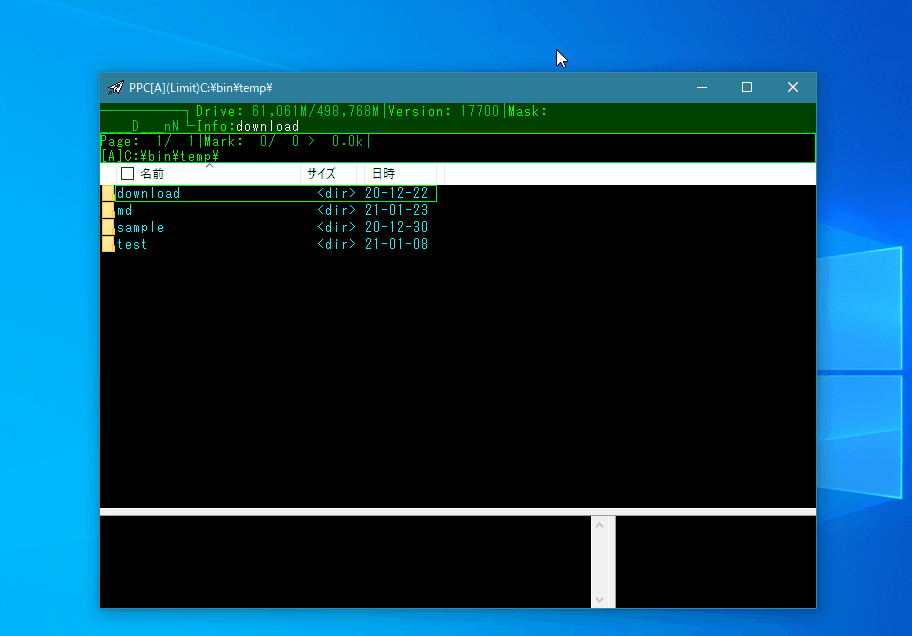 PPC[A](Limit)C:¥bin¥temp¥
Drive: 61,061M/498,768M|Version: 17700|Mask:
____D___nN Info:download
Page: 1/ 1|Mark: 0/ 0 > 0.0k|
[A]C:¥bin¥temp¥
名前 サイズ 日時
download <dir> 20-12-22
md <dir> 21-01-23
sample <dir> 20-12-30
test <dir> 21-01-08